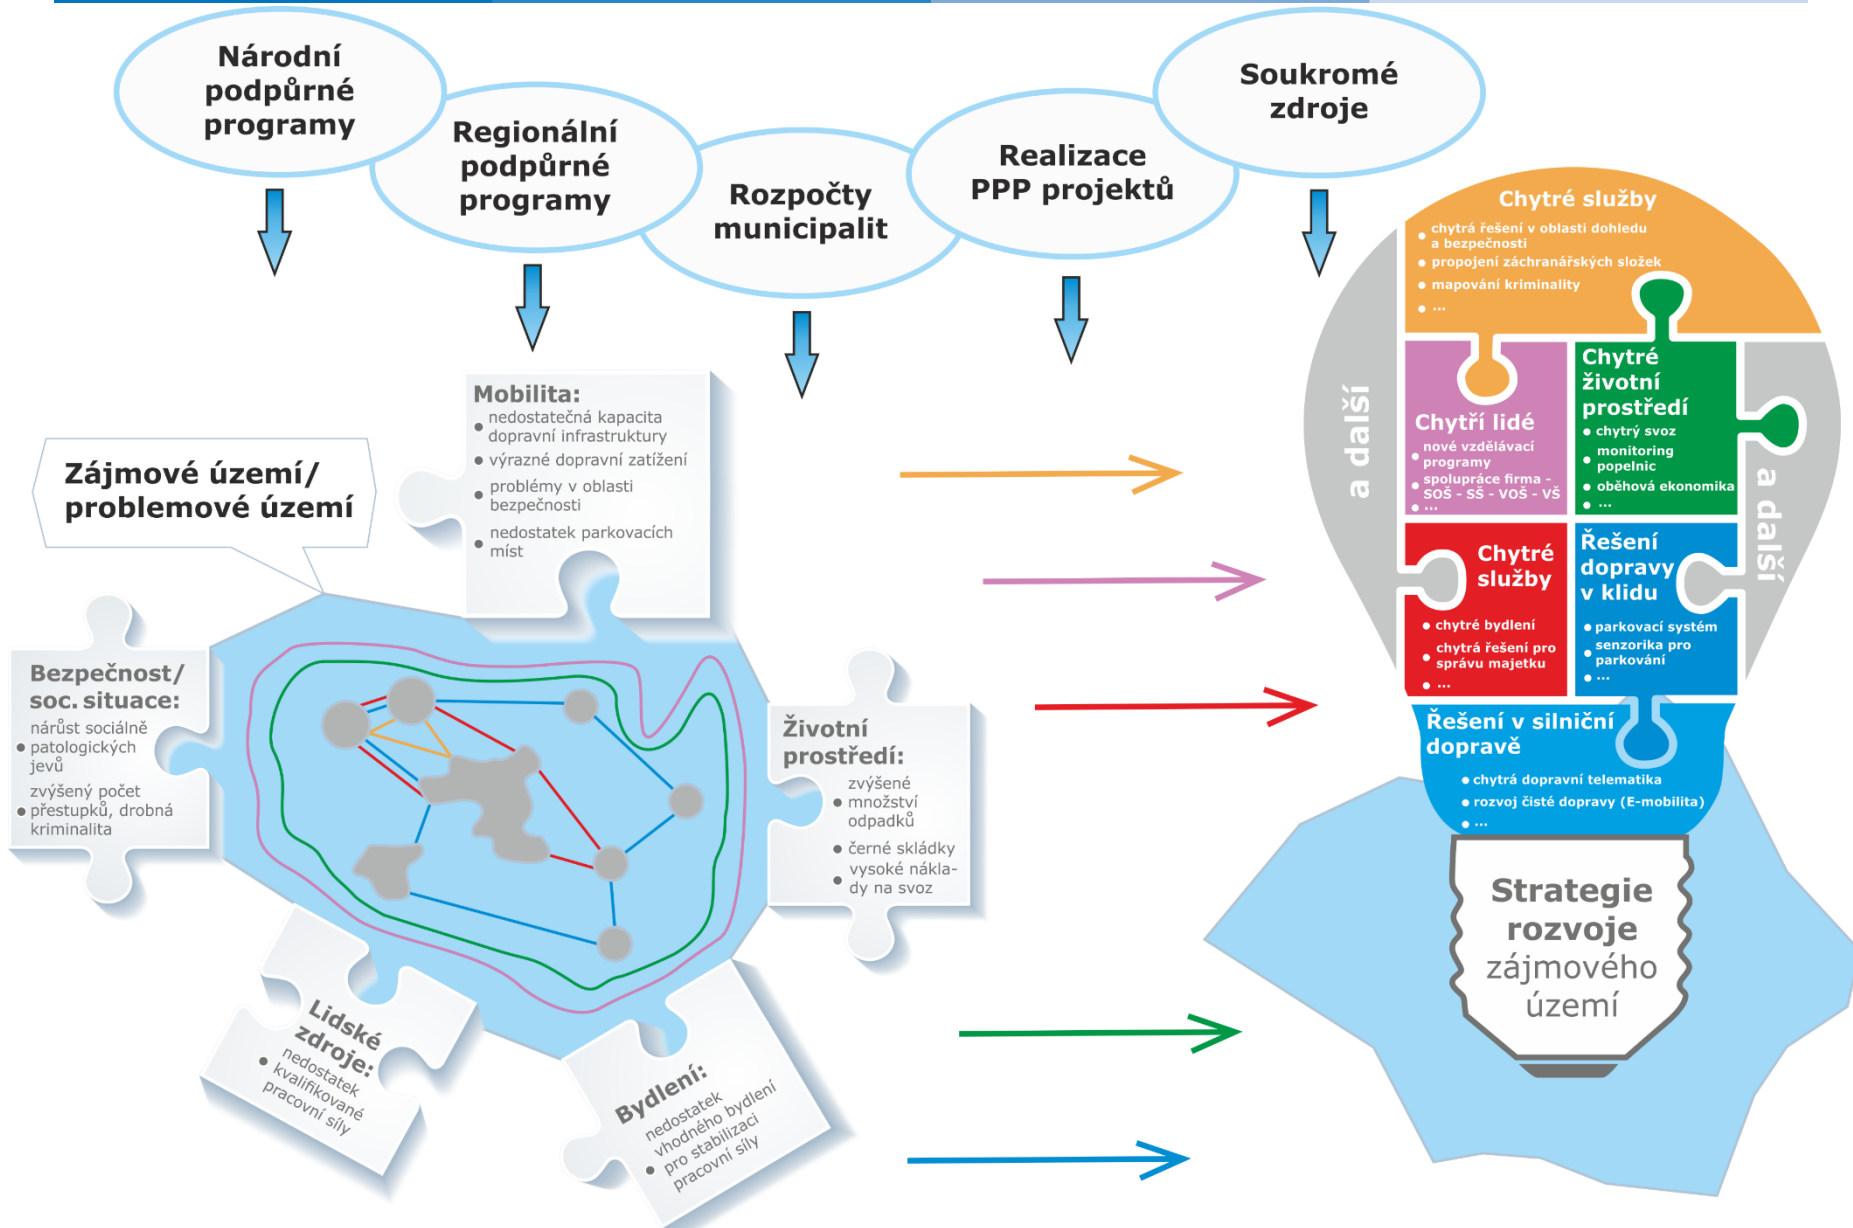 Národní
podpůrné
programy
Regionální
podpůrné
programy
Rozpočty
municipalit
Realizace
PPP projektů
Soukromé
zdroje
Zájmové území/
problemové území
Mobilita:
● nedostatečná kapacita
dopravní infrastruktury
● výrazné dopravní zatížení
● problémy v oblasti
bezpečnosti
● nedostatek parkovacích
míst
Bezpečnost/
soc. situace:
nárůst sociálně
● patologických
jevů
zvýšený počet
● přestupků, drobná
kriminalita
Životní
prostředí:
zvýšené
● množství
odpadků
● černé skládky
● vysoké nákla-
dy na svoz
Lidské
zdroje:
nedostatek
● kvalifikované
pracovní síly
Bydlení:
nedostatek
vhodného bydlení
● pro stabilizaci
pracovní síly
Chytré služby
● chytrá řešení v oblasti dohledu
a bezpečnosti
● propojení záchranářských složek
● mapování kriminality
● ...
a další
Chytří lidé
● nové vzdělávací
programy
● spolupráce firma -
SOŠ - SŠ - VOŠ - VŠ
● ...
Chytré
životní
prostředí
● chytrý svoz
● monitoring
popelnic
● oběhová ekonomika
● ...
a další
Chytré
služby
● chytré bydlení
● chytrá řešení pro
správu majetku
● ...
Řešení
dopravy
v klidu
● parkovací systém
● senzorika pro
parkování
● ...
Řešení v silniční
dopravě
● chytrá dopravní telematika
● rozvoj čisté dopravy (E-mobilita)
● ...
Strategie
rozvoje
zájmového
území